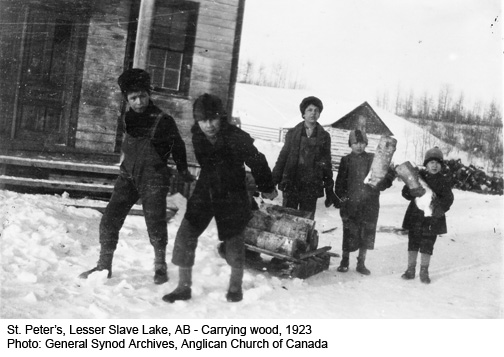 St. Peter's, Lesser Slave Lake, AB - Carrying wood, 1923
Photo: General Synod Archives, Anglican Church of Canada